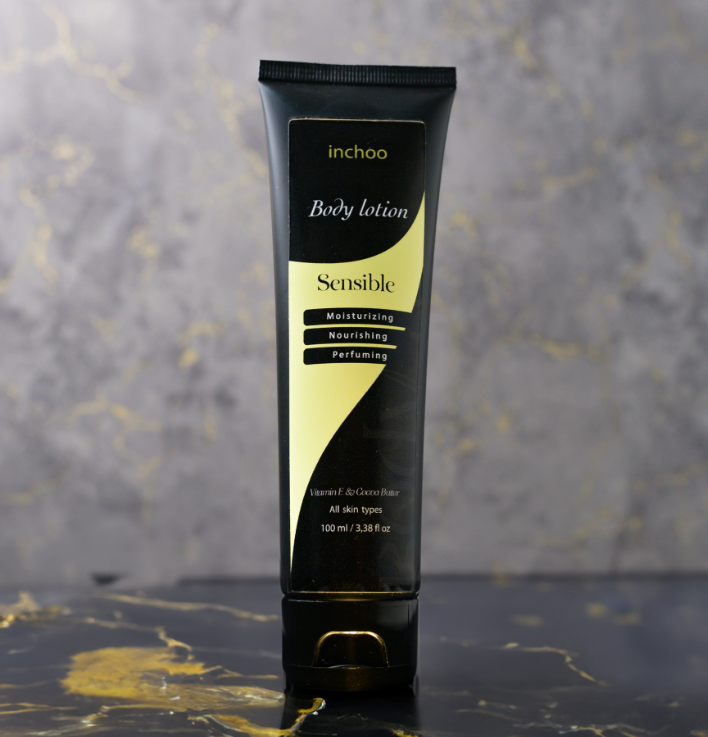 inchoo
Body lotion
Sensible
Moisturizing
Nourishing
Perfuming
Vitamin E & Cocoa Butter
All skin types
100 ml / 3,38 fl oz